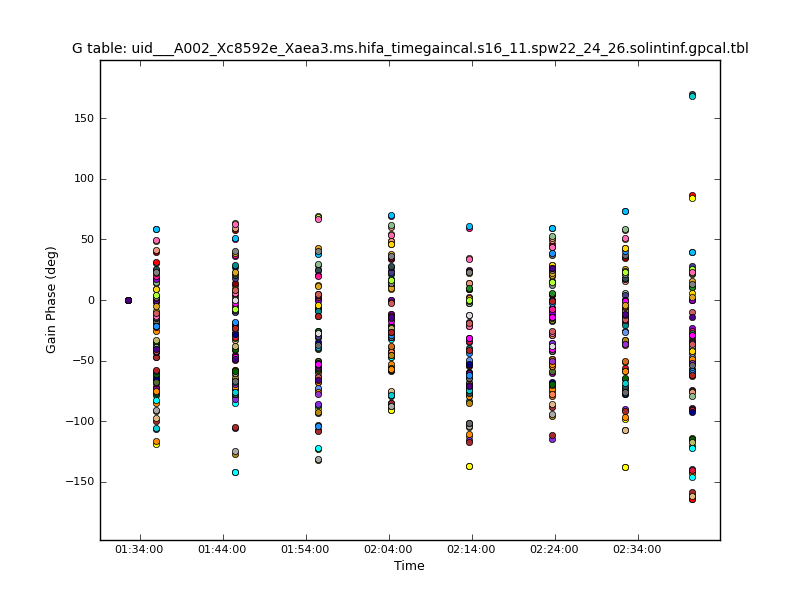 G table: uid___A002_Xc8592e_Xaea3.ms.hifa_timegaincal.s16_11.spw22_24_26.solintinf.gpcal.tbl
150
100
50
0
−50
−100
−150
Gain Phase (deg)
01:34:00 01:44:00 01:54:00 02:04:00 02:14:00 02:24:00 02:34:00
Time